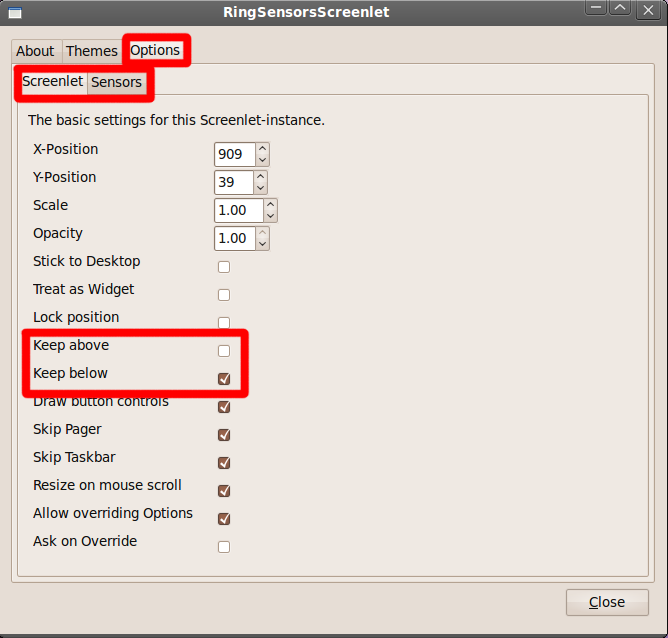 RingSensorsScreenlet
About Themes Options
Screenlet Sensors
The basic settings for this Screenlet-instance.
X-Position 909
Y-Position 39
Scale 1.00
Opacity 1.00
Stick to Desktop
Treat as Widget
Lock position
Keep above
Keep below
Draw button controls
Skip Pager
Skip Taskbar
Resize on mouse scroll
Allow overriding Options
Ask on Override
Close